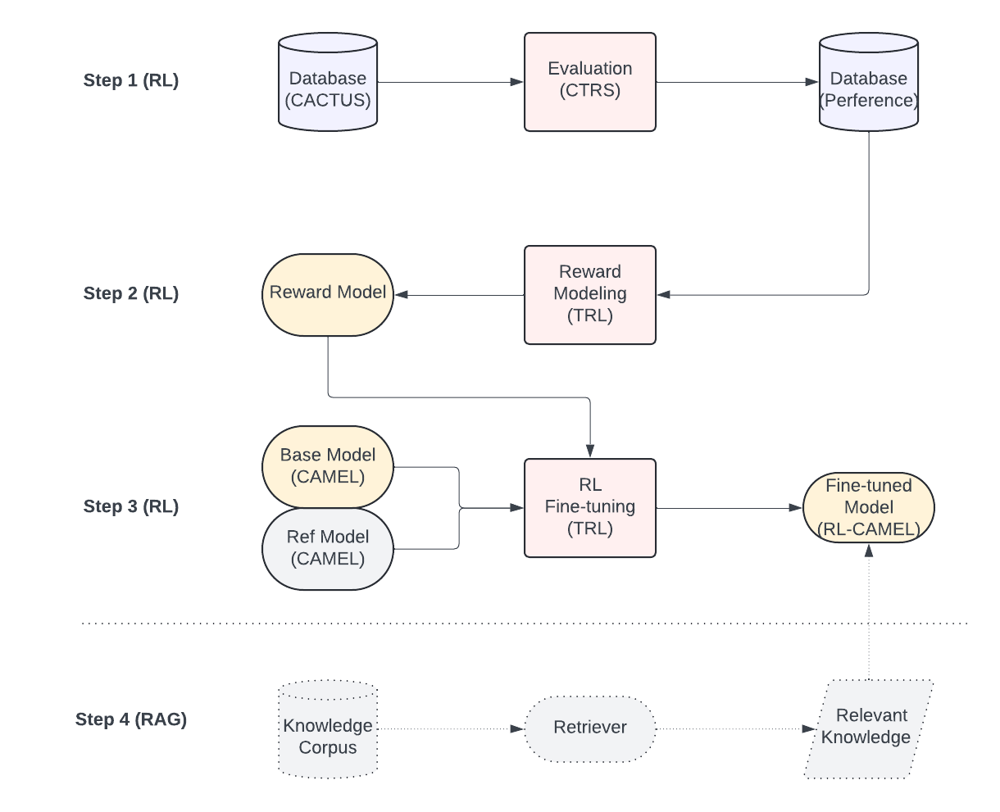 Step 1 (RL)
Database
(CACTUS)
Evaluation
(CTRS)
Database
(Perference)
Step 2 (RL)
Reward Model
Reward
Modeling
(TRL)
Step 3 (RL)
Base Model
(CAMEL)
Ref Model
(CAMEL)
RL
Fine-tuning
(TRL)
Fine-tuned
Model
(RL-CAMEL)
Step 4 (RAG)
Knowledge
Corpus
Retriever
Relevant
Knowledge